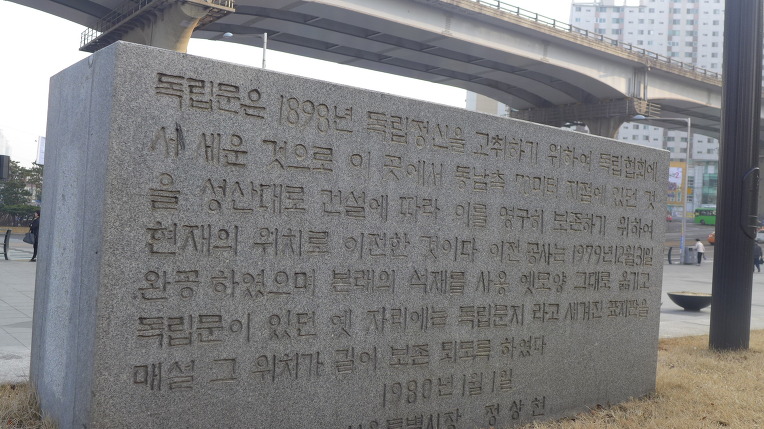 독립문은 1898년 독립정신을 고취하기 위하여 독립협회에
서 세운 것으로 이 곳에서 동남측 70미터 지점에 있던 것
을 성산대로 건설에 따라 이를 영구히 보존하기 위하여
현재의 위치로 이전한 것이다 이전 공사는 1979년12월31일
완공 하였으며 본래의 석재를 사용 옛모양 그대로 옮기고
독립문이 있던 옛 자리에는 독립문지 라고 새겨진 표지판을
매설 그 위치가 길이 보존 되도록 하였다
1980년 1월 1일
서울특별시장 정상천